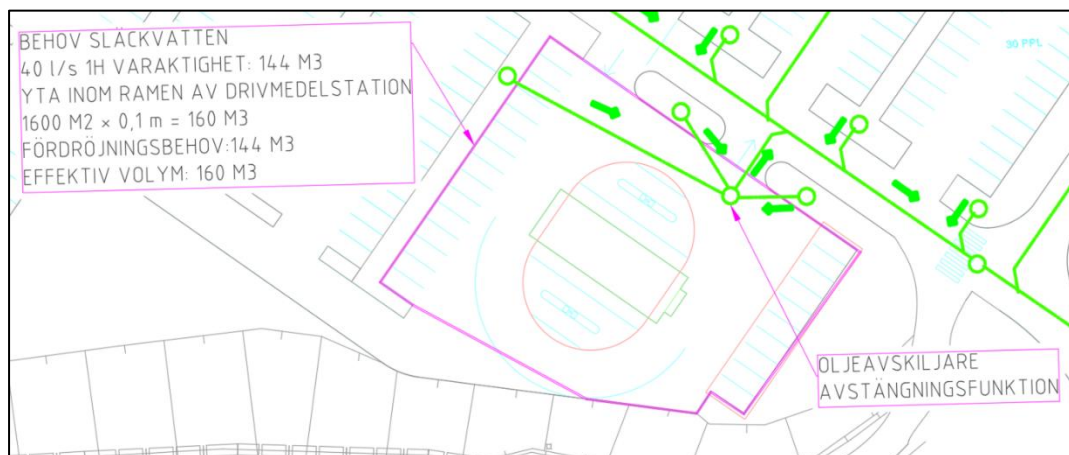 BEHOV SLÄCKVATTEN
40 l/s 1H VARAKTIGHET: 144 M3
YTA INOM RAMEN AV DRIVMEDELSTATION
1600 M2 × 0,1 m = 160 M3
FÖRDRÖJNINGSBEHOV:144 M3
EFFEKTIV VOLYM: 160 M3
30 PPL
OLJEAVSKILJARE
AVSTÄNGNINGSFUNKTION